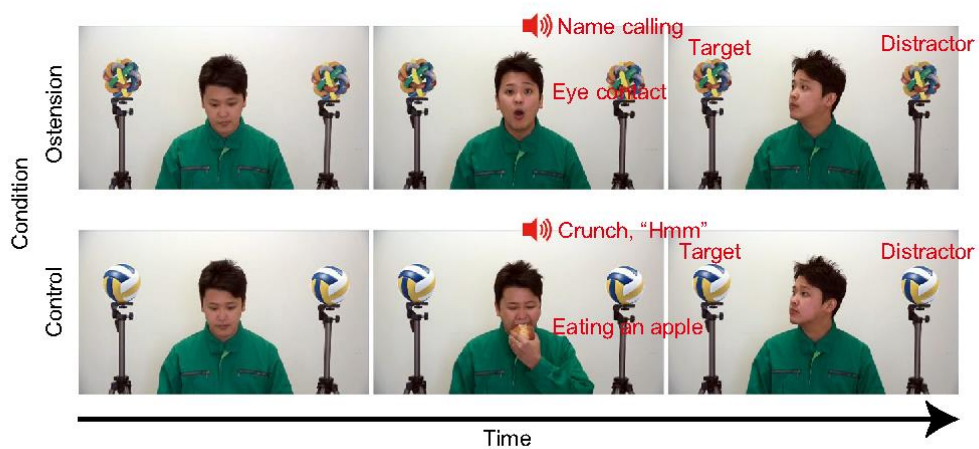 Condition
Ostension
Name calling
Eye contact
Target
Distractor
Control
Crunch, “Hmm”
Eating an apple
Target
Distractor
Time